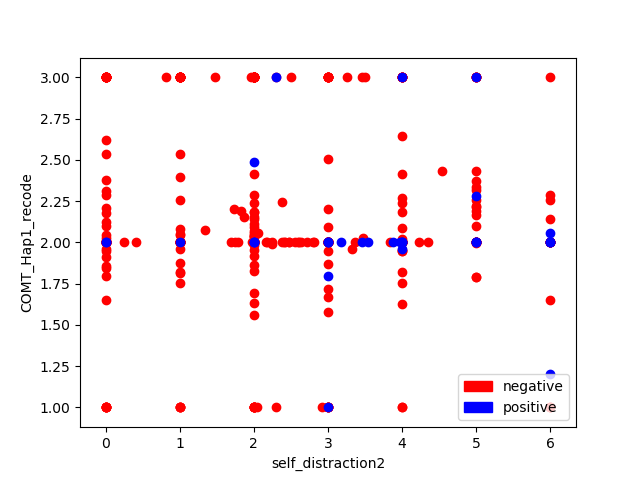 3.00
2.75
2.50
2.25
2.00
1.75
1.50
1.25
1.00
COMT_Hap1_recode
negative
positive
0 1 2 3 4 5 6
self_distraction2